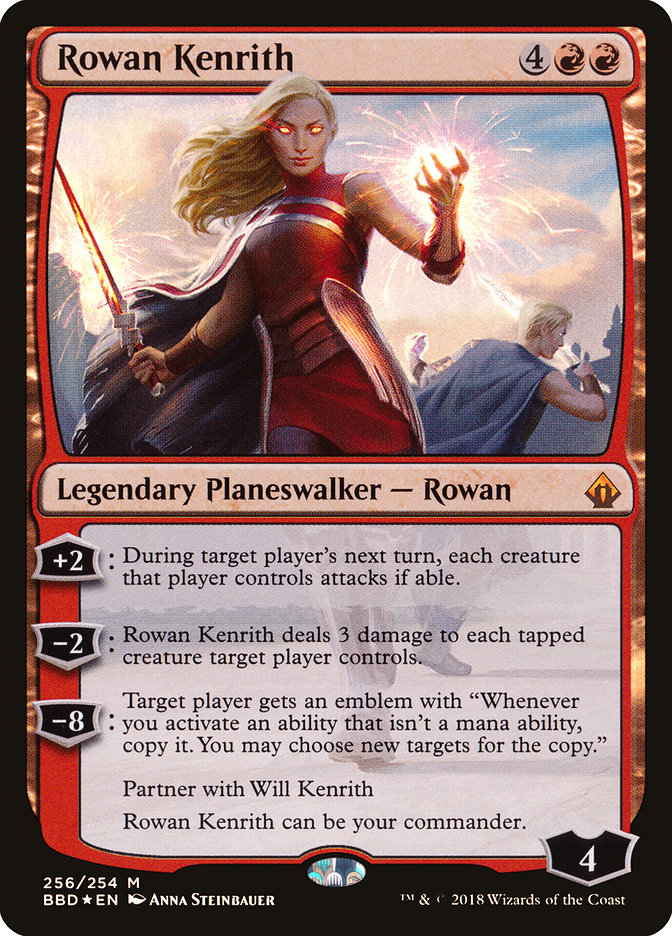 Rowan Kenrith 4
Legendary Planeswalker — Rowan
+2 : During target player's next turn, each creature
that player controls attacks if able.
−2 : Rowan Kenrith deals 3 damage to each tapped
creature target player controls.
−8 : Target player gets an emblem with “Whenever
you activate an ability that isn't a mana ability,
copy it. You may choose new targets for the copy.”
Partner with Will Kenrith
Rowan Kenrith can be your commander.
4
256/254 M
BBD★EN Anna Steinbauer
™ & © 2018 Wizards of the Coast